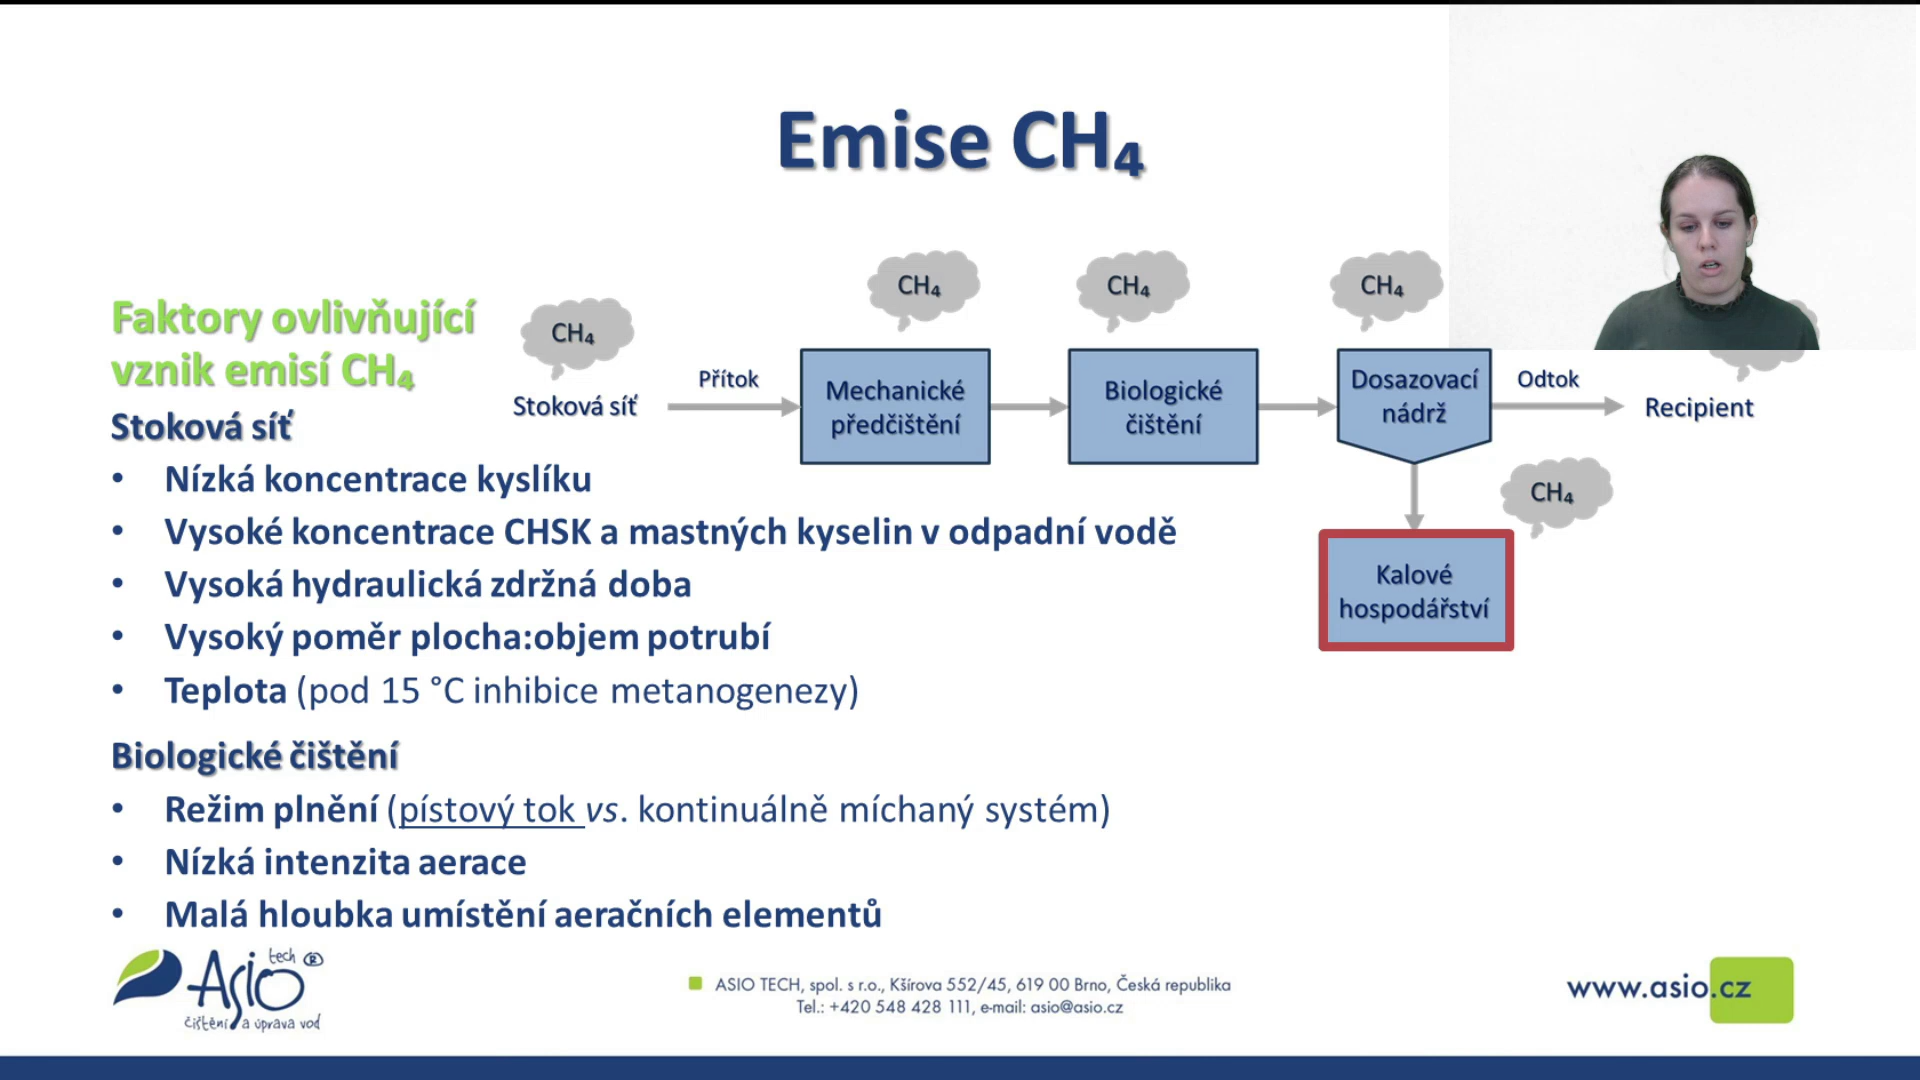 Emise CH₄
Faktory ovlivňující
vznik emisí CH₄
Stoková síť
• Nízká koncentrace kyslíku
• Vysoké koncentrace CHSK a mastných kyselin v odpadní vodě
• Vysoká hydraulická zdržná doba
• Vysoký poměr plocha:objem potrubí
• Teplota (pod 15 °C inhibice metanogenezy)
Biologické čištění
• Režim plnění (pístový tok vs. kontinuálně míchaný systém)
• Nízká intenzita aerace
• Malá hloubka umístění aeračních elementů
CH₄
Stoková síť
Přítok
CH₄
Mechanické
předčištění
CH₄
Biologické
čištění
CH₄
Dosazovací
nádrž
Odtok
Recipient
CH₄
Kalové
hospodářství
Asio tech ®
čištění a úprava vod
ASIO TECH, spol. s r.o., Kšírova 552/45, 619 00 Brno, Česká republika
Tel.: +420 548 428 111, e-mail: asio@asio.cz
www.asio.cz